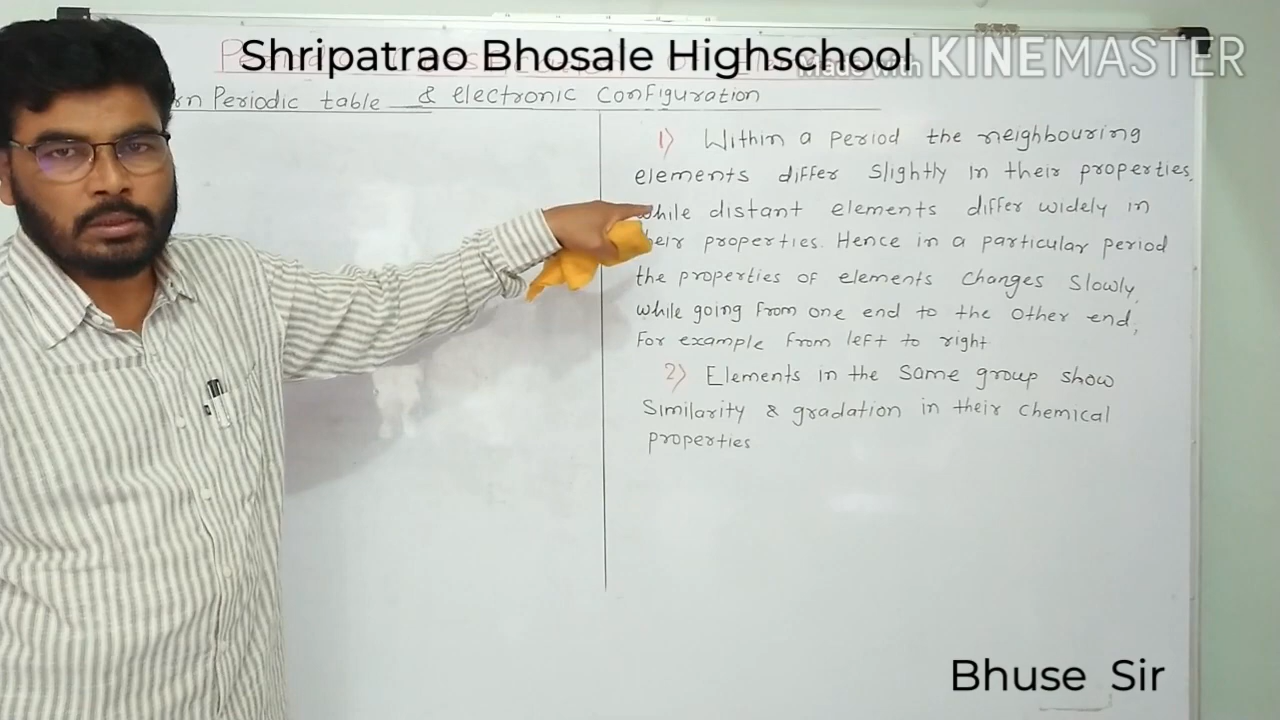 Shripatrao Bhosale Highschool
Made with KINEMASTER
rn Periodic table & electronic configuration
1) Within a period the neighbouring
elements differ slightly in their properties,
while distant elements differ widely in
heir properties. Hence in a particular period
the properties of elements changes slowly,
while going from one end to the other end,
For example from left to right
2) Elements in the same group show
similarity & gradation in their chemical
properties
Bhuse Sir